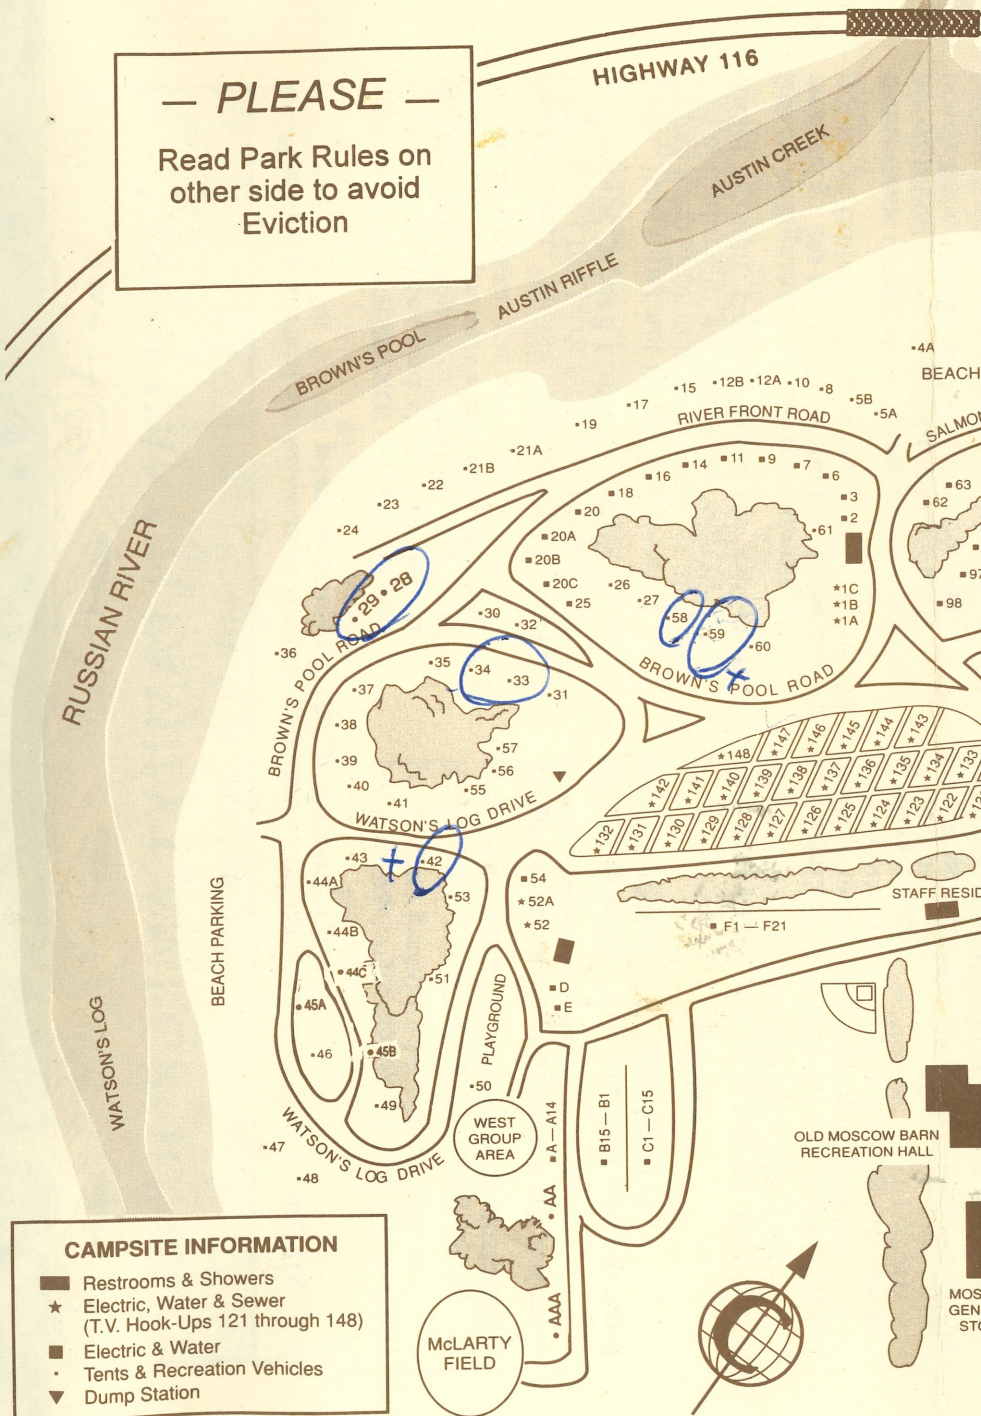 — PLEASE —
Read Park Rules on
other side to avoid
Eviction
HIGHWAY 116
AUSTIN CREEK
AUSTIN RIFFLE
BROWN'S POOL
RUSSIAN RIVER
WATSON'S LOG
4A
BEACH
15
12B
12A
10
8
5B
5A
17
19
21A
21B
22
23
24
RIVER FRONT ROAD
SALMON
14
11
9
7
6
16
18
20
3
2
61
20A
20B
20C
25
26
27
58
59
60
★1C
★1B
★1A
63
62
97
98
BROWN'S POOL ROAD
29
28
30
32
36
BROWN'S POOL ROAD
35
34
33
31
37
38
39
40
41
57
56
55
WATSON'S LOG DRIVE
★148
★147
★146
★145
★144
★143
★142
★141
★140
★139
★138
★137
★136
★135
★134
★133
★132
★131
★130
★129
★128
★127
★126
★125
★124
★123
★122
43
+
42
44A
53
44B
44C
51
45A
46
45B
49
50
47
48
BEACH PARKING
WATSON'S LOG DRIVE
54
★52A
★52
D
E
STAFF RESID
F1 — F21
PLAYGROUND
WEST
GROUP
AREA
A — A14
AA
AAA
B15 — B1
C1 — C15
OLD MOSCOW BARN
RECREATION HALL
MOS
GEN
STO
McLARTY
FIELD
C
CAMPSITE INFORMATION
Restrooms & Showers
★ Electric, Water & Sewer
(T.V. Hook-Ups 121 through 148)
■ Electric & Water
· Tents & Recreation Vehicles
▼ Dump Station